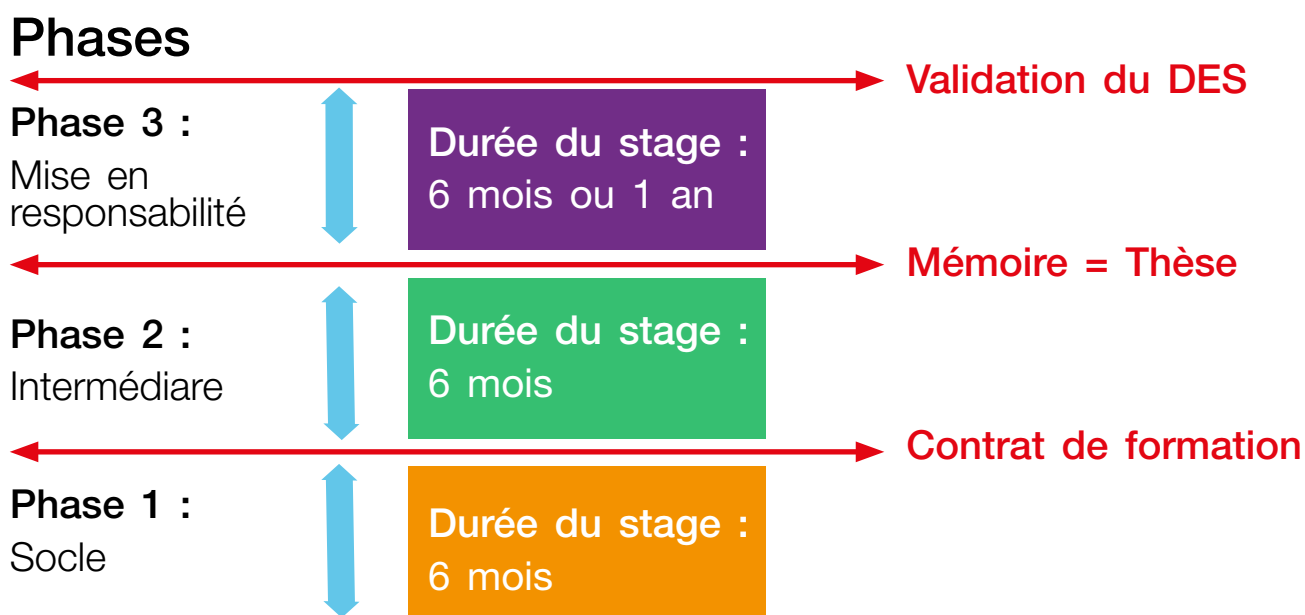 Phases
Validation du DES
Phase 3 :
Mise en
responsabilité
Durée du stage :
6 mois ou 1 an
Mémoire = Thèse
Phase 2 :
Intermédiare
Durée du stage :
6 mois
Contrat de formation
Phase 1 :
Socle
Durée du stage :
6 mois